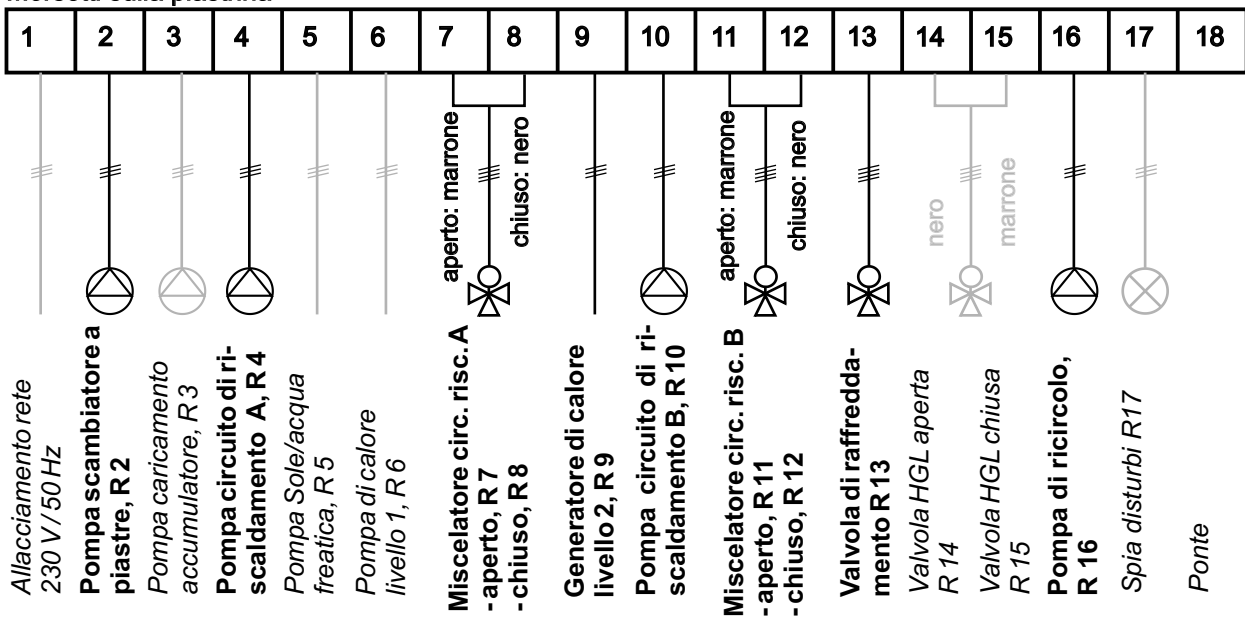 morsetti sulla piastrina
1 2 3 4 5 6 7 8 9 10 11 12 13 14 15 16 17 18
aperto: marrone
chiuso: nero
aperto: marrone
chiuso: nero
nero
marrone
Allacciamento rete
230 V / 50 Hz
Pompa scambiatore a
piastre, R 2
Pompa caricamento
accumulatore, R 3
Pompa circuito di ri-
scaldamento A, R 4
Pompa Sole/acqua
freatica, R 5
Pompa di calore
livello 1, R 6
Miscelatore circ. risc. A
- aperto, R 7
- chiuso, R 8
Generatore di calore
livello 2, R 9
Pompa circuito di ri-
scaldamento B, R 10
Miscelatore circ. risc. B
- aperto, R 11
- chiuso, R 12
Valvola di raffredda-
mento R 13
Valvola HGL aperta
R 14
Valvola HGL chiusa
R 15
Pompa di ricircolo,
R 16
Spia disturbi R17
Ponte